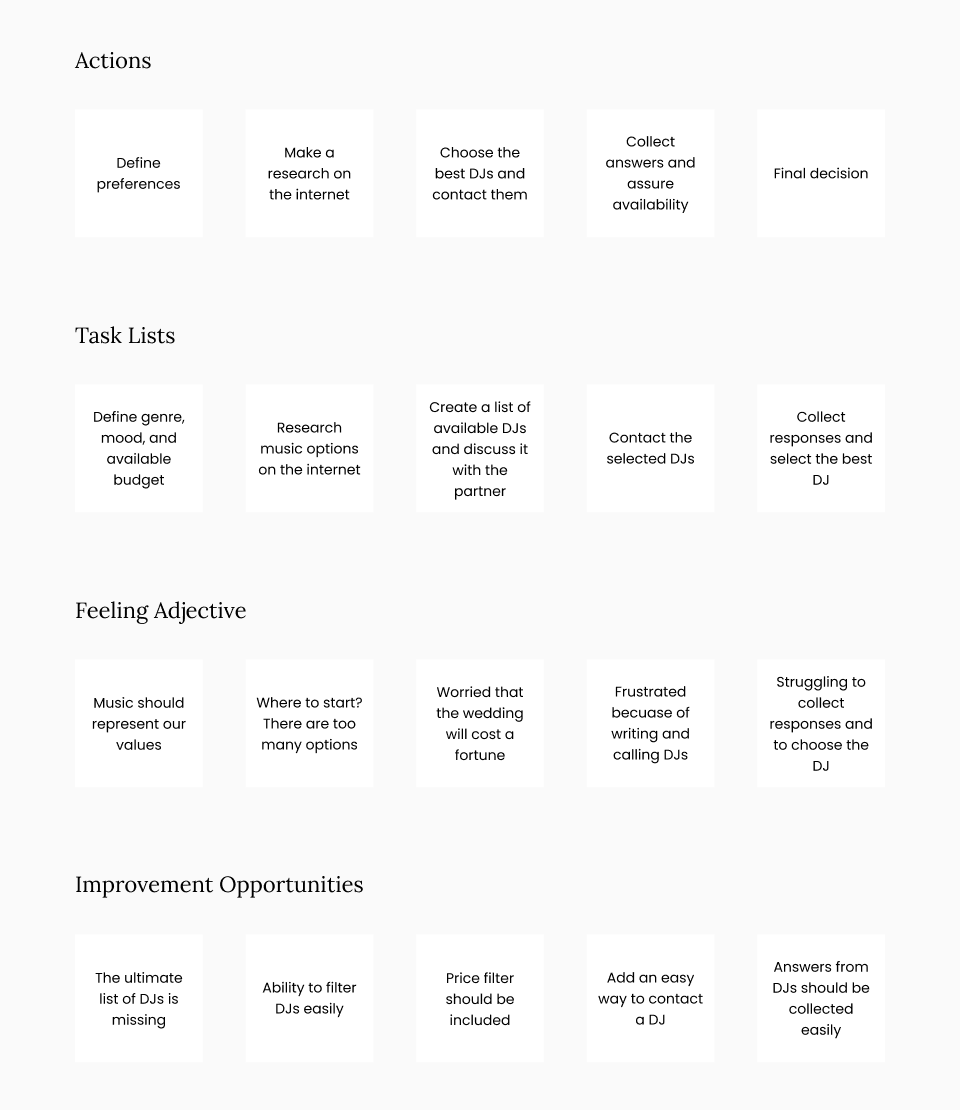 Actions
Define
preferences
Make a
research on
the internet
Choose the
best DJs and
contact them
Collect
answers and
assure
availability
Final decision
Task Lists
Define genre,
mood, and
available
budget
Research
music options
on the internet
Create a list of
available DJs
and discuss it
with the
partner
Contact the
selected DJs
Collect
responses and
select the best
DJ
Feeling Adjective
Music should
represent our
values
Where to start?
There are too
many options
Worried that
the wedding
will cost a
fortune
Frustrated
becuase of
writing and
calling DJs
Struggling to
collect
responses and
to choose the
DJ
Improvement Opportunities
The ultimate
list of DJs is
missing
Ability to filter
DJs easily
Price filter
should be
included
Add an easy
way to contact
a DJ
Answers from
DJs should be
collected
easily